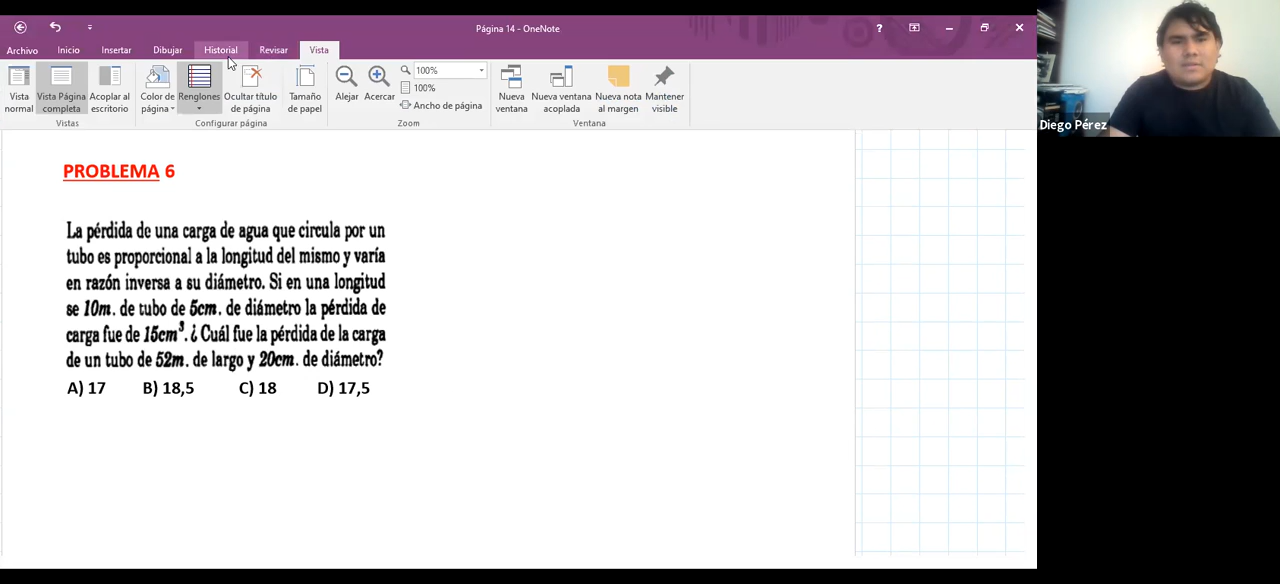 Página 14 - OneNote
?
Archivo Inicio Insertar Dibujar Historial Revisar Vista
Vista normal
Vista Página completa
Acoplar al escritorio
Vistas
Color de página
Renglones
Ocultar título de página
Tamaño de papel
Configurar página
Alejar
Acercar
100%
100%
Ancho de página
Zoom
Nueva ventana
Nueva ventana acoplada
Nueva nota al margen
Mantener visible
Ventana
Diego Pérez
PROBLEMA 6
La pérdida de una carga de agua que circula por un
tubo es proporcional a la longitud del mismo y varía
en razón inversa a su diámetro. Si en una longitud
se 10m. de tubo de 5cm. de diámetro la pérdida de
carga fue de 15cm³. ¿Cuál fue la pérdida de la carga
de un tubo de 52m. de largo y 20cm. de diámetro?
A) 17 B) 18,5 C) 18 D) 17,5